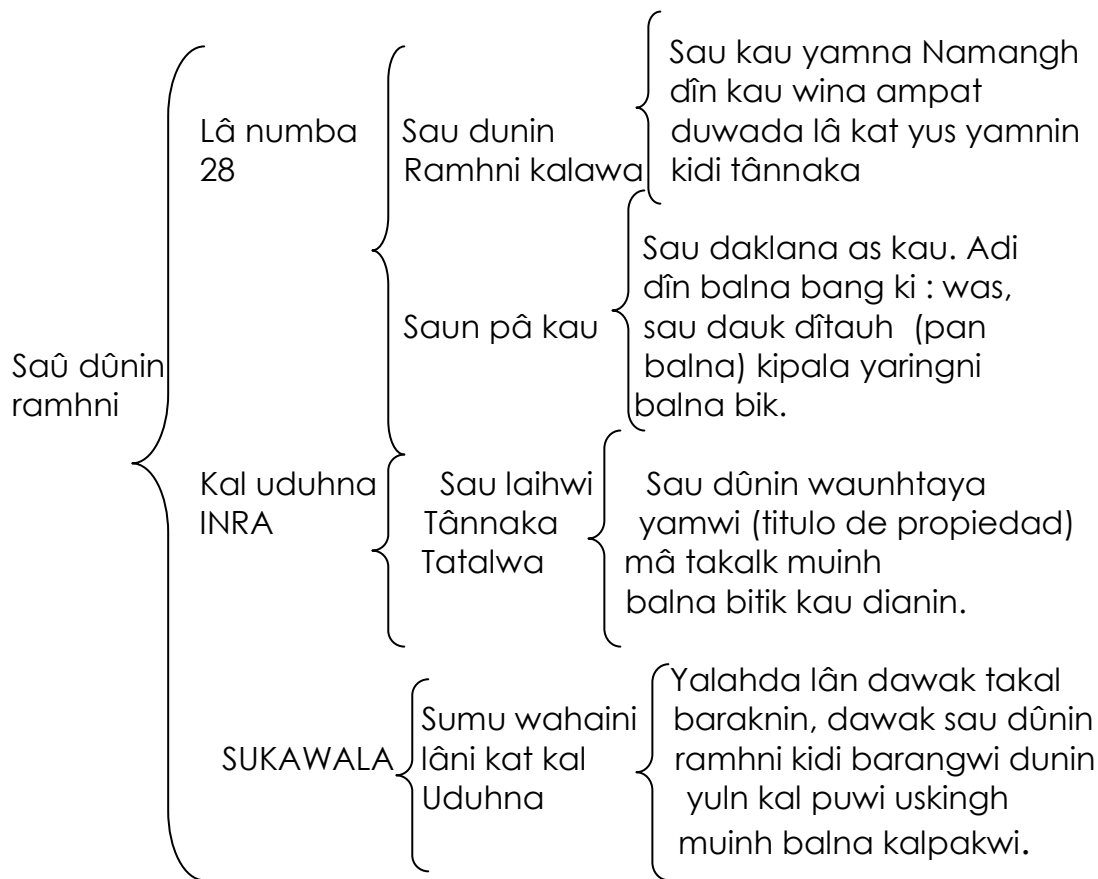 Saû dûnin
ramhni
Lâ numba
28
Sau dunin
Ramhni kalawa
Sau kau yamna Namangh
dîn kau wina ampat
duwada lâ kat yus yamnin
kidi tânnaka
Saun pâ kau
Sau daklana as kau. Adi
dîn balna bang ki : was,
sau dauk dîtauh (pan
balna) kipala yaringni
balna bik.
Kal uduhna
INRA
Sau laihwi
Tânnaka
Tatalwa
Sau dûnin waunhtaya
yamwi (titulo de propiedad)
mâ takalk muinh
balna bitik kau dianin.
SUKAWALA
Sumu wahaini
lâni kat kal
Uduhna
Yalahda lân dawak takal
baraknin, dawak sau dûnin
ramhni kidi barangwi dunin
yuln kal puwi uskingh
muinh balna kalpakwi.